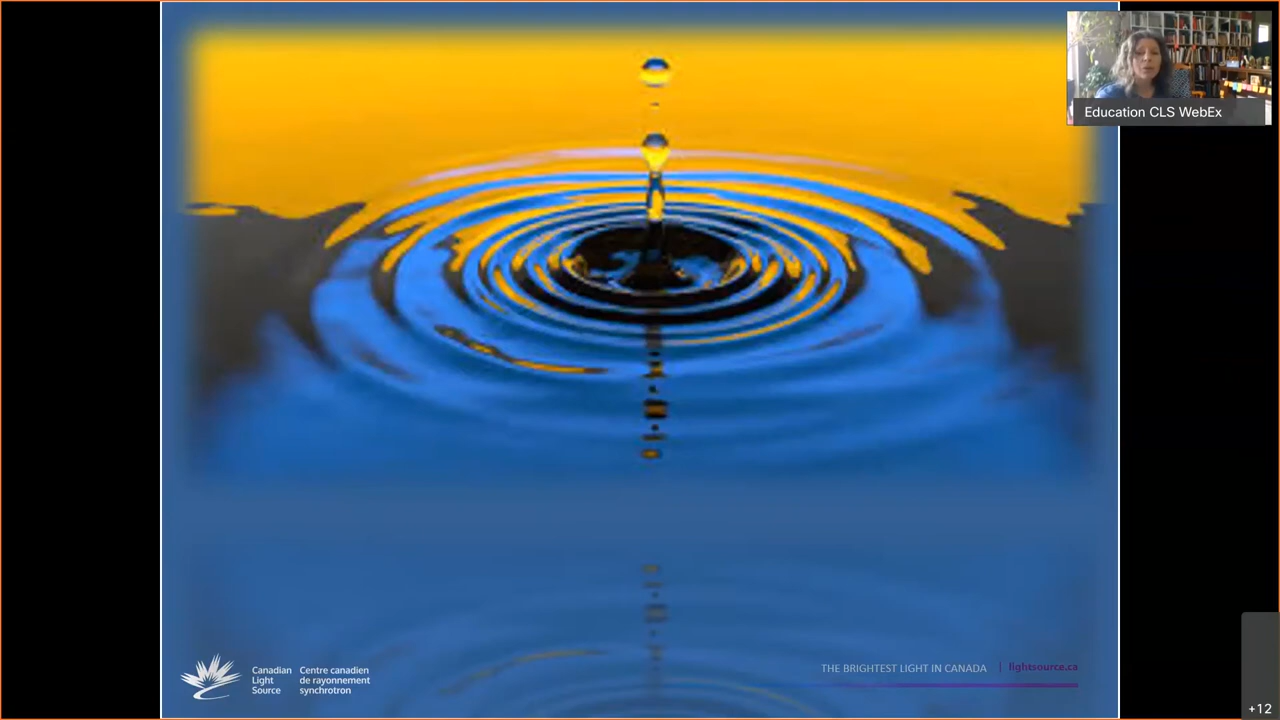 Education CLS WebEx
Canadian Centre canadien
Light de rayonnement
Source synchrotron
THE BRIGHTEST LIGHT IN CANADA | lightsource.ca
+12